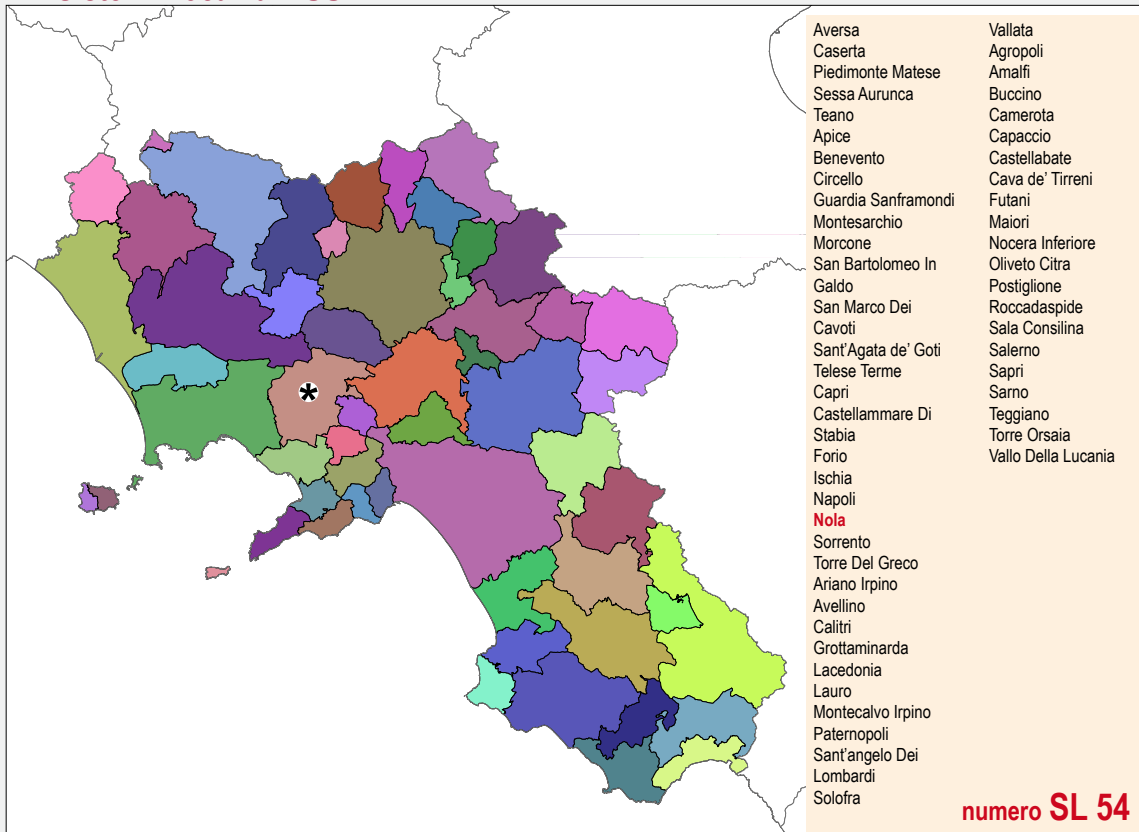 Aversa
Caserta
Piedimonte Matese
Sessa Aurunca
Teano
Apice
Benevento
Circello
Guardia Sanframondi
Montesarchio
Morcone
San Bartolomeo In
Galdo
San Marco Dei
Cavoti
Sant'Agata de' Goti
Telese Terme
Capri
Castellammare Di
Stabia
Forio
Ischia
Napoli
Nola
Sorrento
Torre Del Greco
Ariano Irpino
Avellino
Calitri
Grottaminarda
Lacedonia
Lauro
Montecalvo Irpino
Paternopoli
Sant'angelo Dei
Lombardi
Solofra
Vallata
Agropoli
Amalfi
Buccino
Camerota
Capaccio
Castellabate
Cava de' Tirreni
Futani
Maiori
Nocera Inferiore
Oliveto Citra
Postiglione
Roccadaspide
Sala Consilina
Salerno
Sapri
Sarno
Teggiano
Torre Orsaia
Vallo Della Lucania
*
numero SL 54